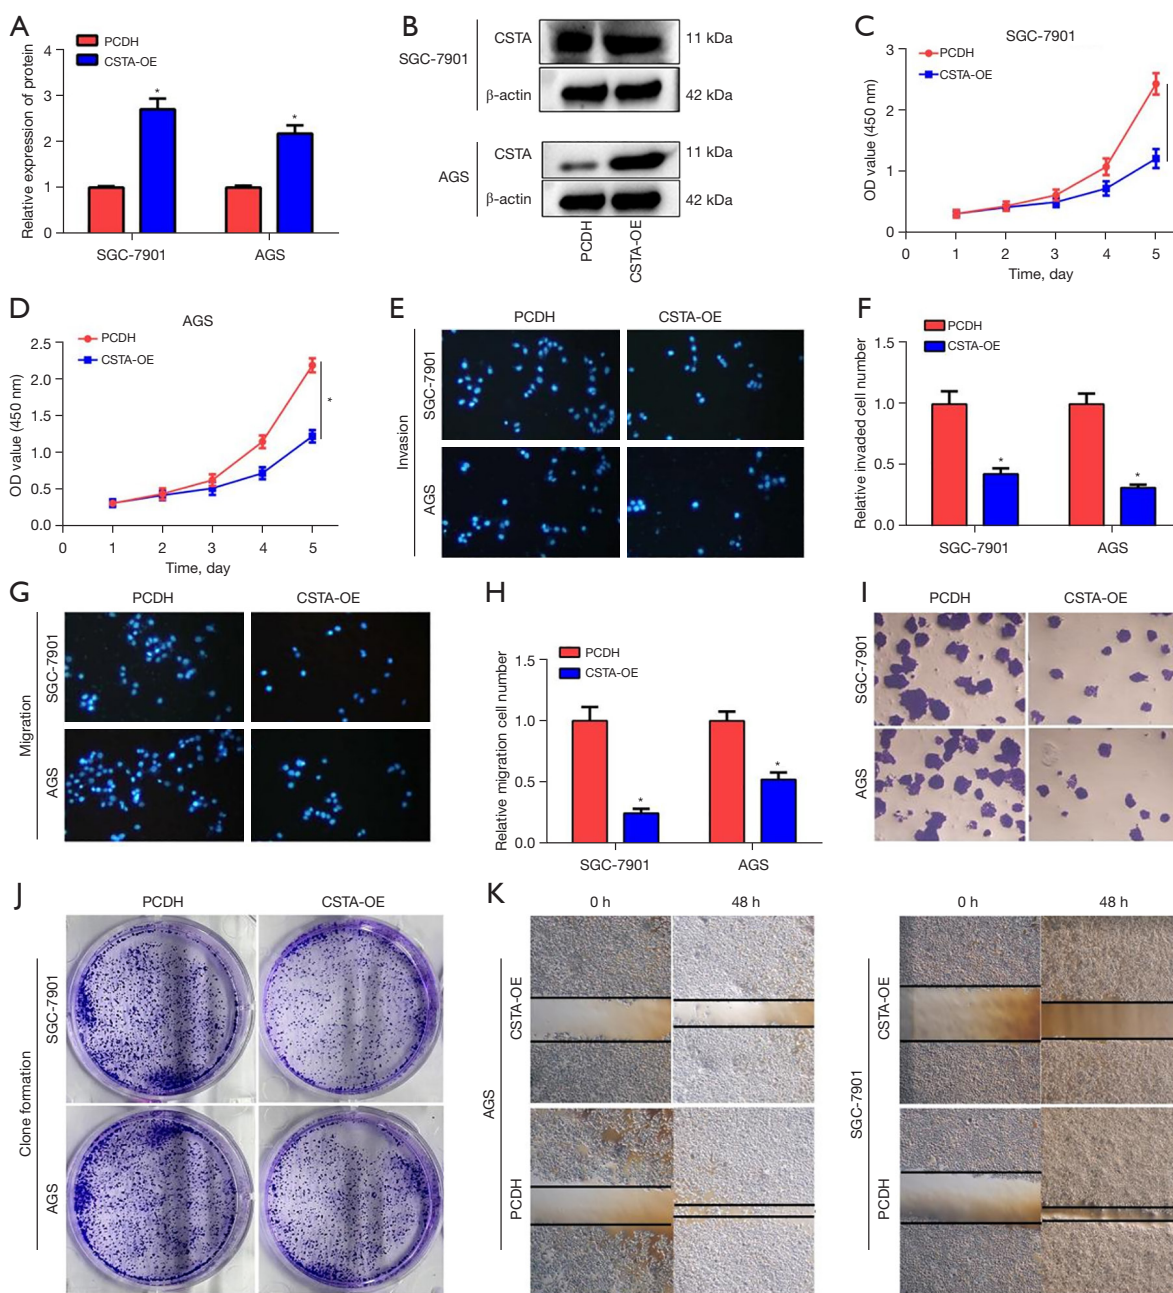 A
PCDH
CSTA-OE
Relative expression of protein
4
3
2
1
0
*
*
SGC-7901
AGS
B
SGC-7901
CSTA
11 kDa
β-actin
42 kDa
AGS
CSTA
11 kDa
β-actin
42 kDa
PCDH
CSTA-OE
C
SGC-7901
PCDH
CSTA-OE
OD value (450 nm)
3
2
1
0
0 1 2 3 4 5
Time, day
D
AGS
PCDH
CSTA-OE
OD value (450 nm)
2.5
2.0
1.5
1.0
0.5
0.0
*
0 1 2 3 4 5
Time, day
E
PCDH CSTA-OE
Invasion
SGC-7901
AGS
F
PCDH
CSTA-OE
Relative invaded cell number
1.5
1.0
0.5
0.0
*
*
SGC-7901
AGS
G
PCDH CSTA-OE
Migration
SGC-7901
AGS
H
PCDH
CSTA-OE
Relative migration cell number
1.5
1.0
0.5
0.0
*
*
SGC-7901
AGS
I
PCDH CSTA-OE
SGC-7901
AGS
J
PCDH CSTA-OE
Clone formation
SGC-7901
AGS
K
0 h 48 h
AGS
CSTA-OE
PCDH
0 h 48 h
SGC-7901
CSTA-OE
PCDH